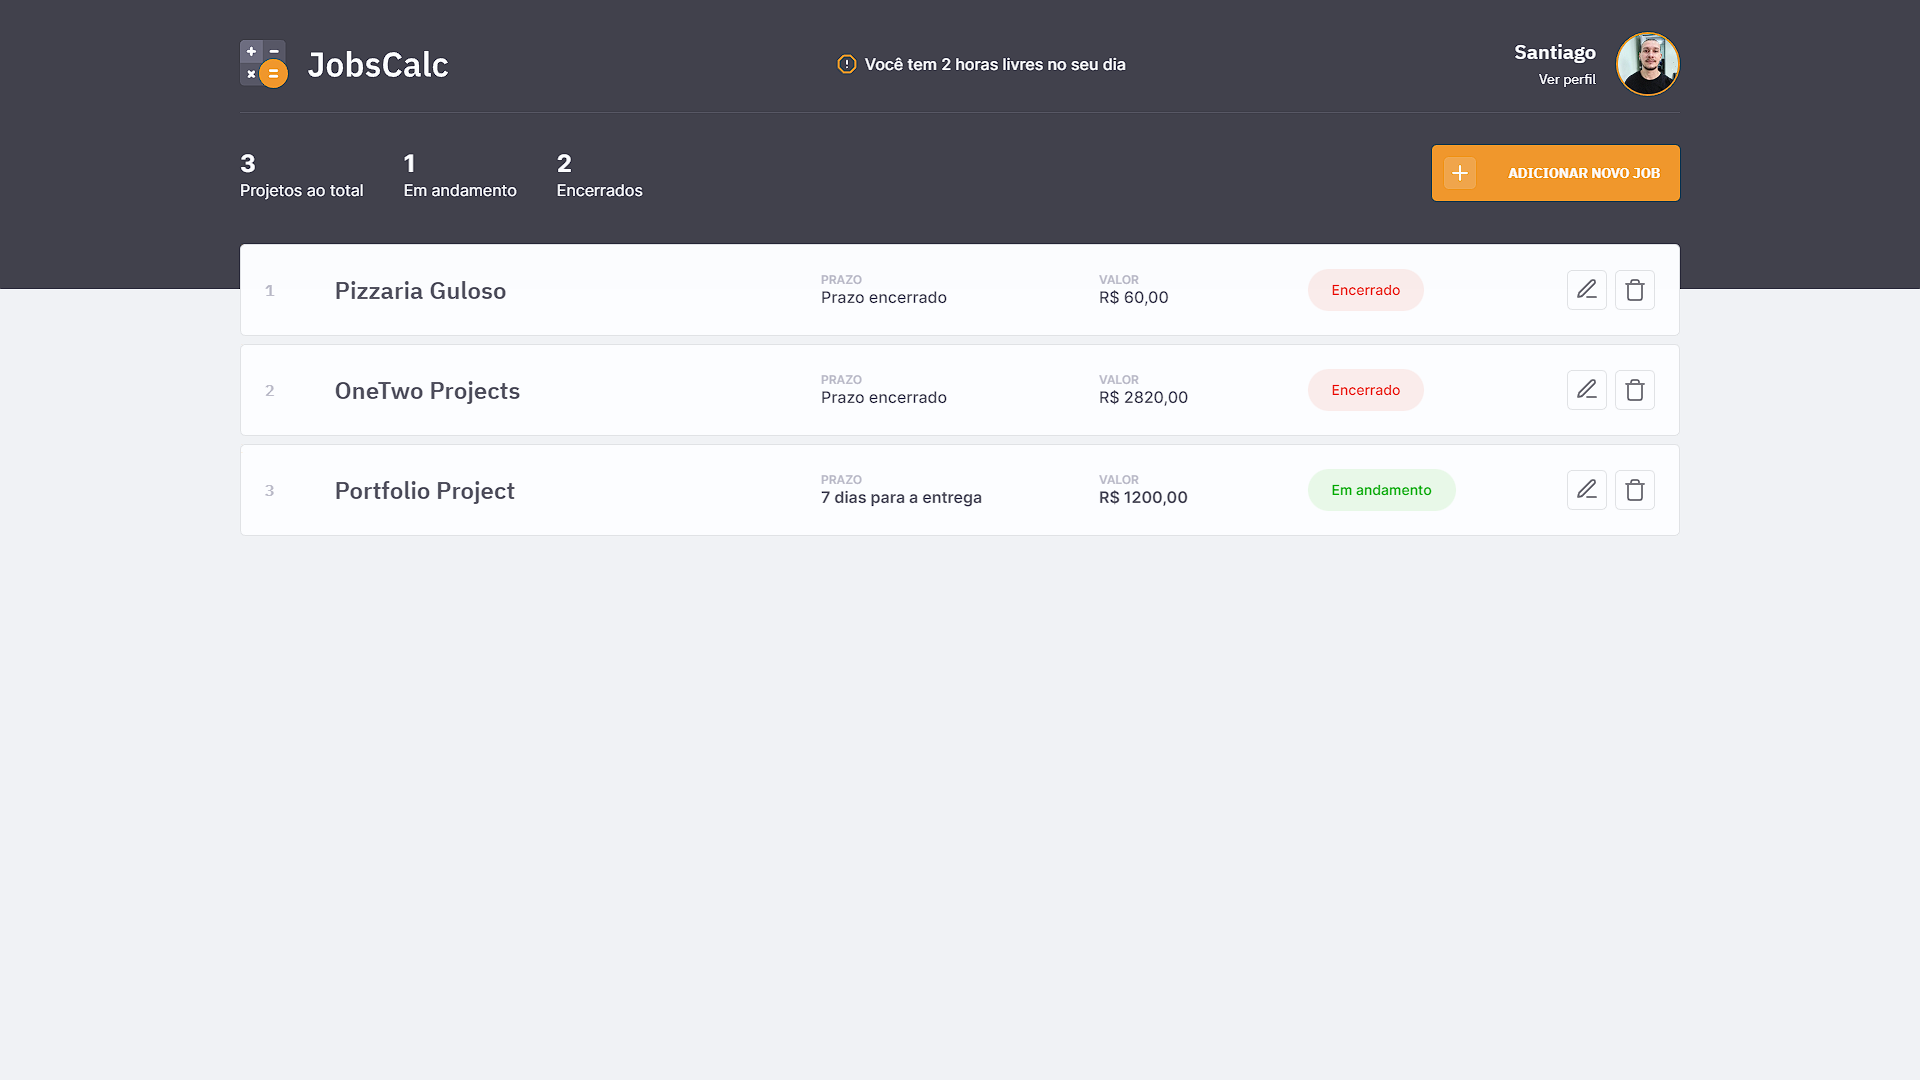 JobsCalc
Você tem 2 horas livres no seu dia
Santiago
Ver perfil
3
Projetos ao total
1
Em andamento
2
Encerrados
ADICIONAR NOVO JOB
1
Pizzaria Guloso
PRAZO
Prazo encerrado
VALOR
R$ 60,00
Encerrado
2
OneTwo Projects
PRAZO
Prazo encerrado
VALOR
R$ 2820,00
Encerrado
3
Portfolio Project
PRAZO
7 dias para a entrega
VALOR
R$ 1200,00
Em andamento